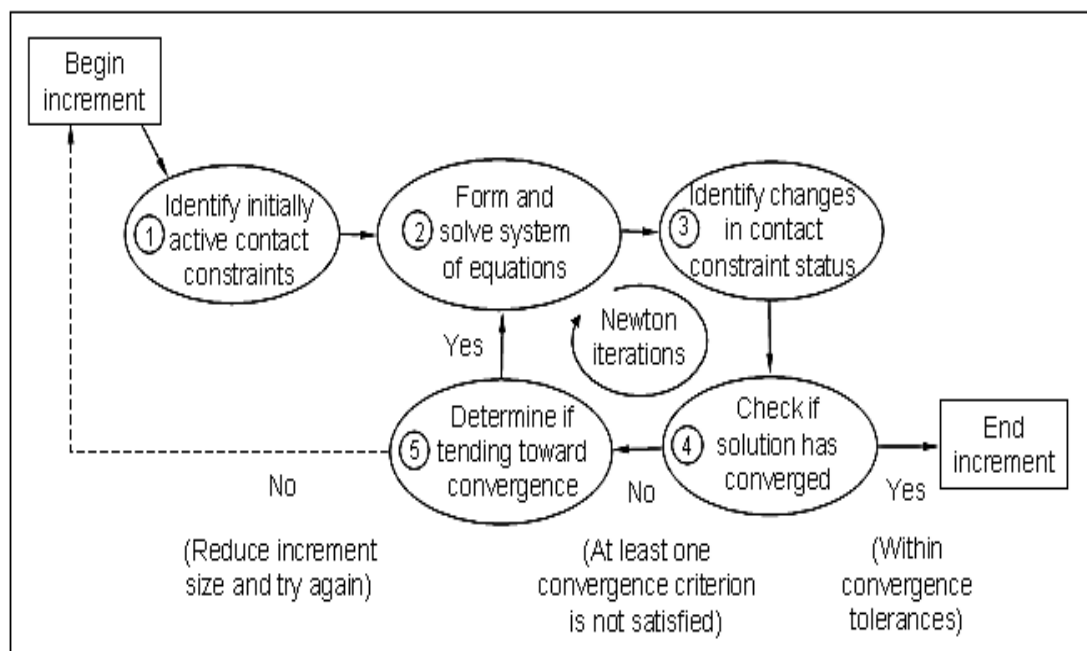 Begin
increment
1
Identify initially
active contact
constraints
2
Form and
solve system
of equations
3
Identify changes
in contact
constraint status
Newton
iterations
Yes
5
Determine if
tending toward
convergence
4
Check if
solution has
converged
End
increment
No
No
Yes
(Reduce increment
size and try again)
(At least one
convergence criterion
is not satisfied)
(Within
convergence
tolerances)